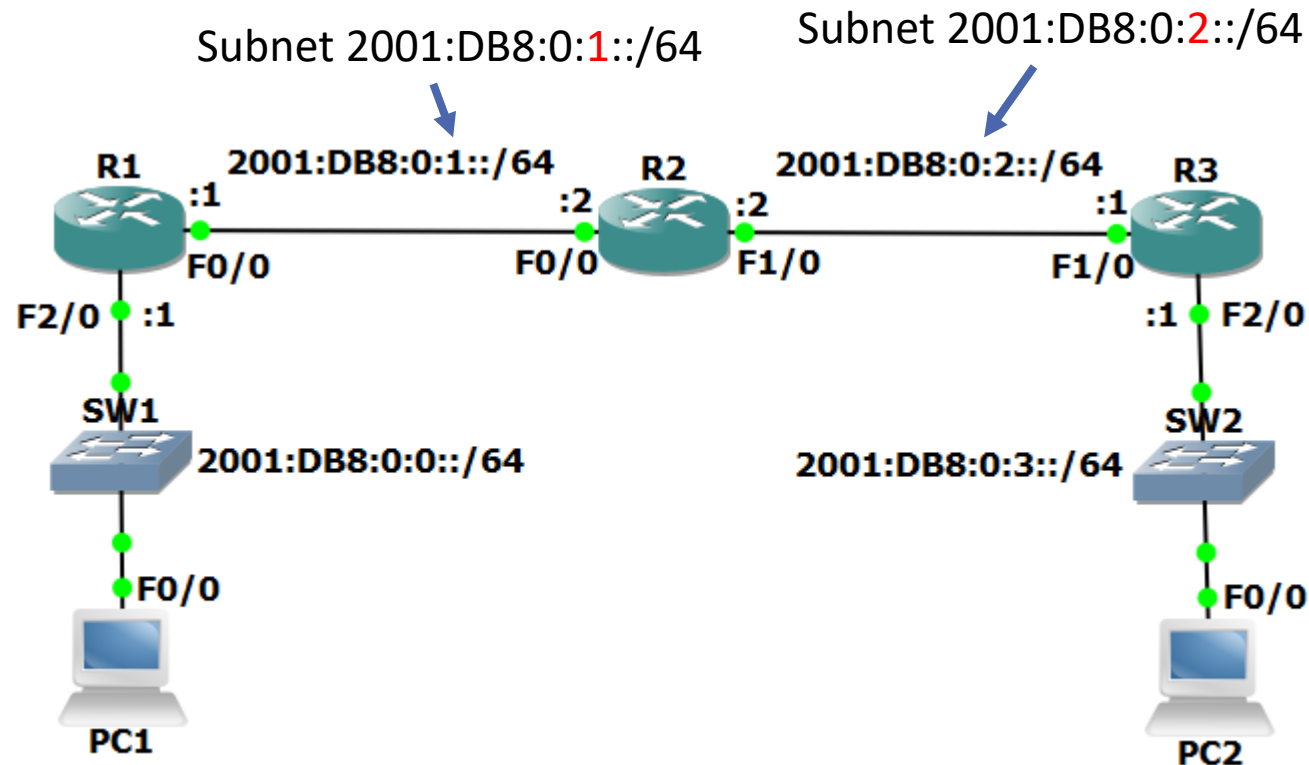 Subnet 2001:DB8:0:1::/64
Subnet 2001:DB8:0:2::/64
R1
2001:DB8:0:1::/64
R2
2001:DB8:0:2::/64
R3
:1
:2
:2
:1
F0/0
F0/0
F1/0
F1/0
F2/0
:1
:1
F2/0
SW1
SW2
2001:DB8:0:0::/64
2001:DB8:0:3::/64
F0/0
F0/0
PC1
PC2